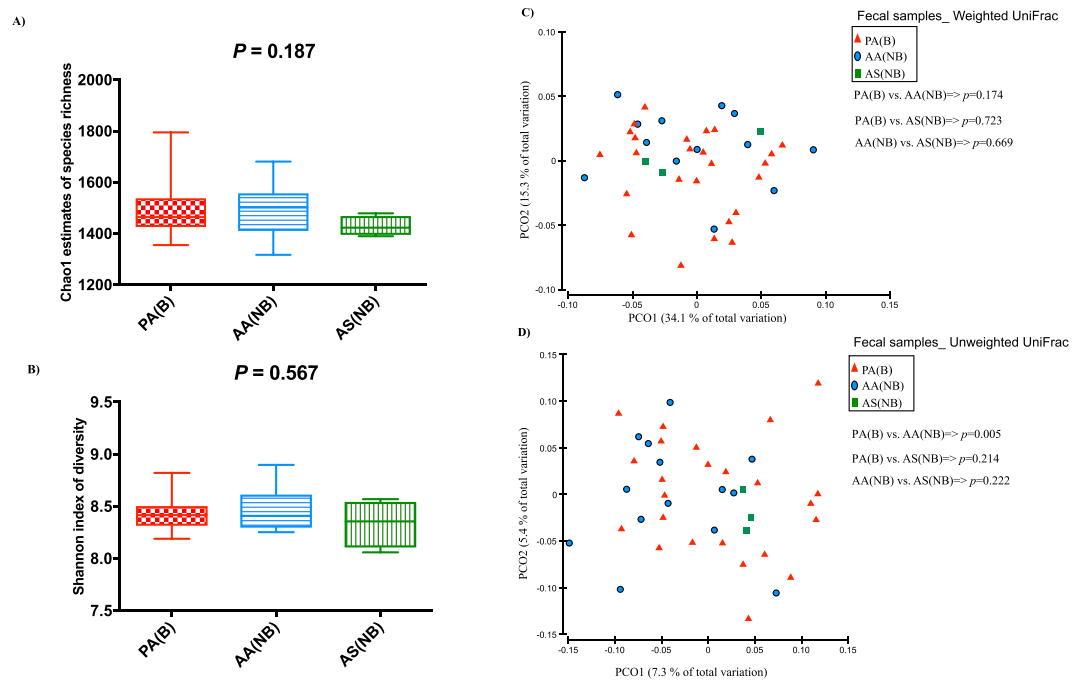 A)
P = 0.187
Chao1 estimates of species richness
2000
1800
1600
1400
1200
PA(B)
AA(NB)
AS(NB)
B)
P = 0.567
Shannon index of diversity
9.5
9.0
8.5
8.0
7.5
PA(B)
AA(NB)
AS(NB)
C)
Fecal samples_ Weighted UniFrac
PA(B)
AA(NB)
AS(NB)
PA(B) vs. AA(NB)=> p=0.174
PA(B) vs. AS(NB)=> p=0.723
AA(NB) vs. AS(NB)=> p=0.669
PCO2 (15.3 % of total variation)
0.10
0.05
0
-0.05
-0.10
-0.10
-0.05
0
0.05
0.10
0.15
PCO1 (34.1 % of total variation)
D)
Fecal samples_ Unweighted UniFrac
PA(B)
AA(NB)
AS(NB)
PA(B) vs. AA(NB)=> p=0.005
PA(B) vs. AS(NB)=> p=0.214
AA(NB) vs. AS(NB)=> p=0.222
PCO2 (5.4 % of total variation)
0.15
0.10
0.05
0
-0.05
-0.10
-0.15
-0.15
-0.10
-0.05
0
0.05
0.10
0.15
PCO1 (7.3 % of total variation)